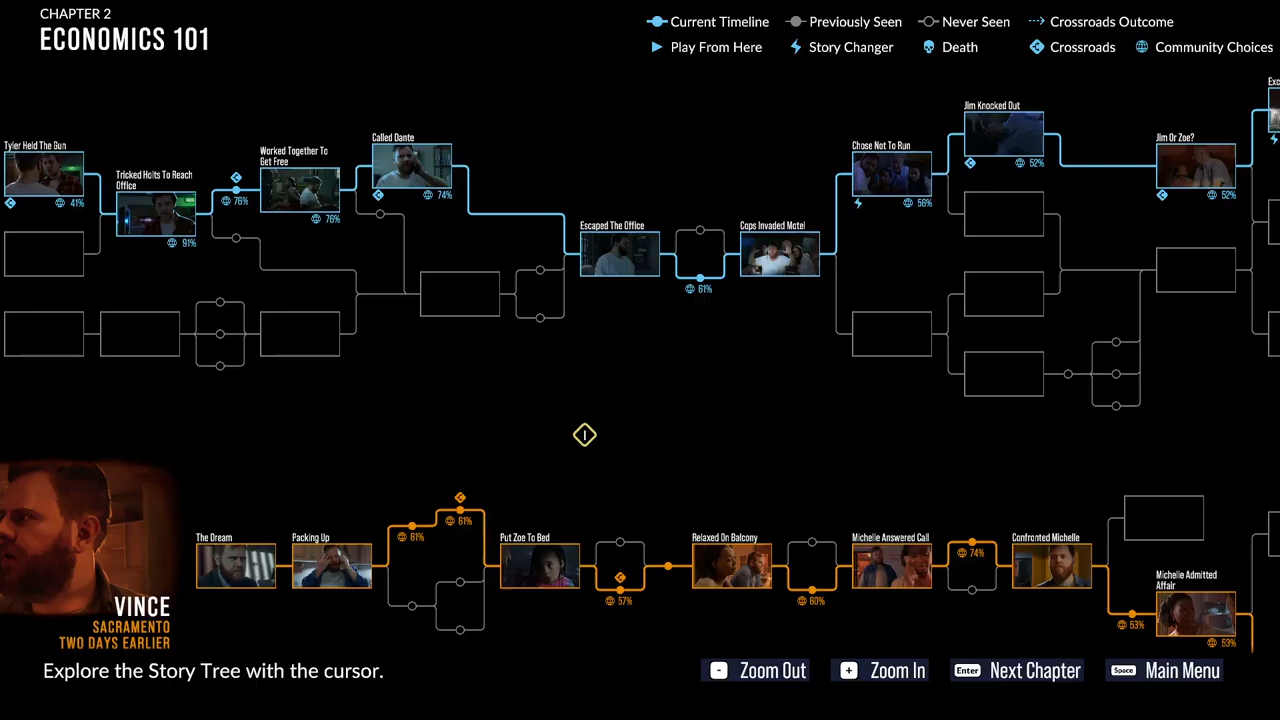 CHAPTER 2
ECONOMICS 101
Current Timeline
Previously Seen
Never Seen
Crossroads Outcome
Play From Here
Story Changer
Death
Crossroads
Community Choices
Tyler Held The Gun
41%
Tricked Holts To Reach
Office
91%
76%
Worked Together To
Get Free
76%
Called Dante
74%
Escaped The Office
61%
Cops Invaded Motel
Chose Not To Run
56%
Jim Knocked Out
52%
Jim Or Zoe?
52%
The Dream
Packing Up
61%
61%
Put Zoe To Bed
57%
Relaxed On Balcony
60%
Michelle Answered Call
74%
Confronted Michelle
53%
Michelle Admitted
Affair
53%
VINCE
SACRAMENTO
TWO DAYS EARLIER
Explore the Story Tree with the cursor.
- Zoom Out
+ Zoom In
Enter Next Chapter
Space Main Menu